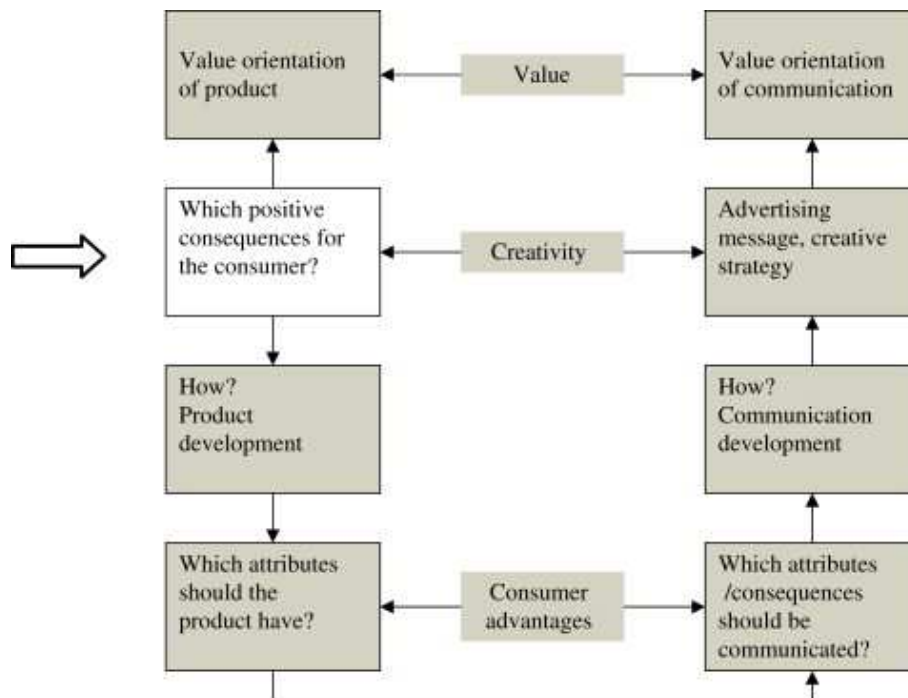 Value orientation
of product
Value
Value orientation
of communication
Which positive
consequences for
the consumer?
Creativity
Advertising
message, creative
strategy
How?
Product
development
How?
Communication
development
Which attributes
should the
product have?
Consumer
advantages
Which attributes
/consequences
should be
communicated?